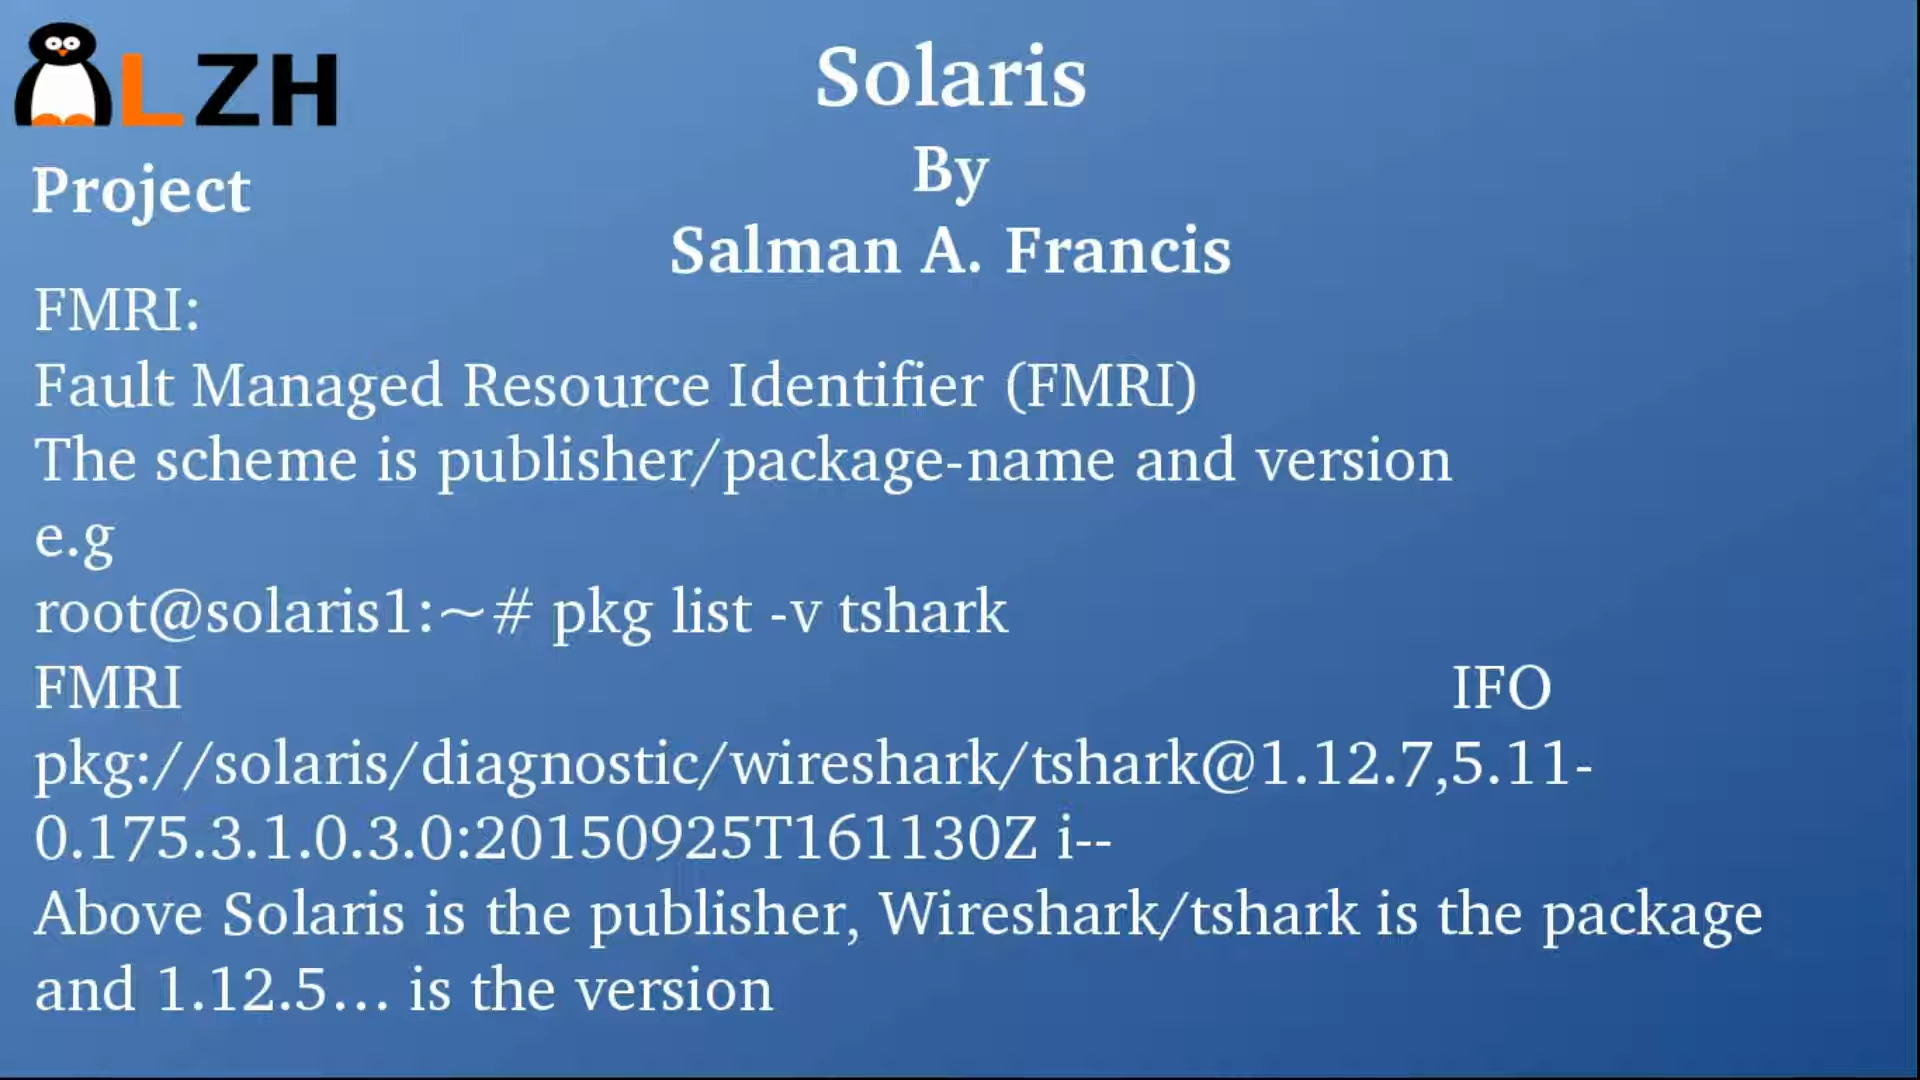 LZH
Solaris
By
Project
Salman A. Francis
FMRI:
Fault Managed Resource Identifier (FMRI)
The scheme is publisher/package-name and version
e.g
root@solaris1:~# pkg list -v tshark
FMRI IFO
pkg://solaris/diagnostic/wireshark/tshark@1.12.7,5.11-
0.175.3.1.0.3.0:20150925T161130Z i--
Above Solaris is the publisher, Wireshark/tshark is the package
and 1.12.5... is the version